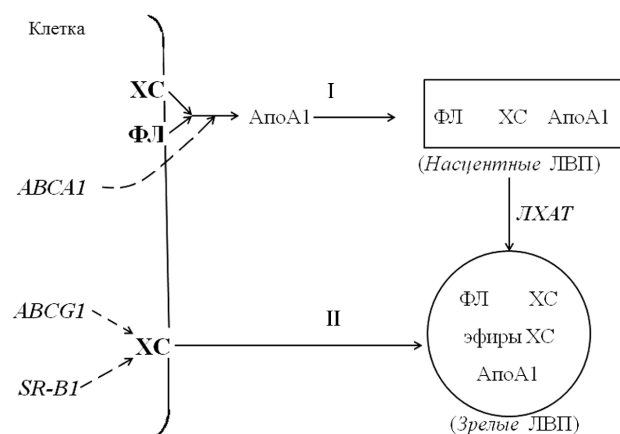 Клетка
ХС
I
ФЛ
АпоА1
ФЛ ХС АпоА1
(Насцентные ЛВП)
ABCA1
ЛХАТ
ABCG1
ФЛ ХС
II
ХС
эфиры ХС
SR-B1
АпоА1
(Зрелые ЛВП)